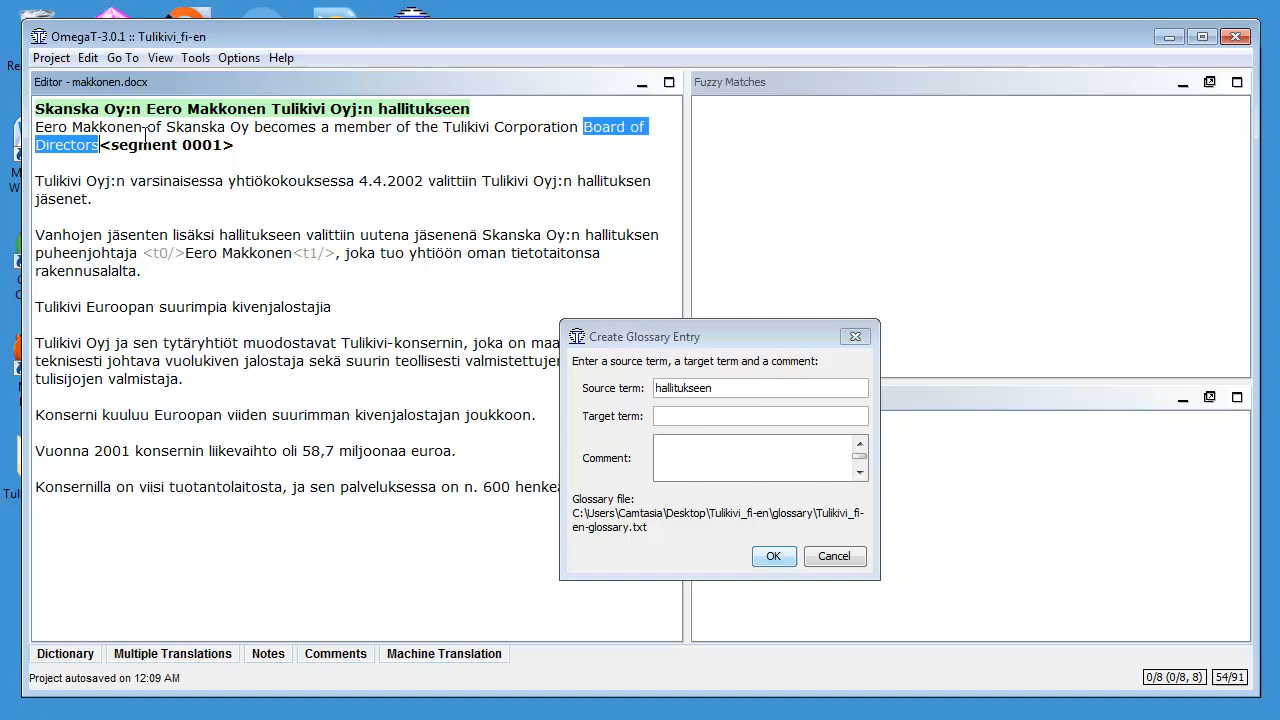 OmegaT-3.0.1 :: Tulikivi_fi-en
Project Edit Go To View Tools Options Help
Editor - makkonen.docx
Fuzzy Matches
Skanska Oy:n Eero Makkonen Tulikivi Oyj:n hallitukseen
Eero Makkonen of Skanska Oy becomes a member of the Tulikivi Corporation Board of
Directors<segment 0001>
Tulikivi Oyj:n varsinaisessa yhtiökokouksessa 4.4.2002 valittiin Tulikivi Oyj:n hallituksen
jäsenet.
Vanhojen jäsenten lisäksi hallitukseen valittiin uutena jäsenenä Skanska Oy:n hallituksen
puheenjohtaja <t0/>Eero Makkonen<t1/>, joka tuo yhtiöön oman tietotaitonsa
rakennusalalta.
Tulikivi Euroopan suurimpia kivenjalostajia
Tulikivi Oyj ja sen tytäryhtiöt muodostavat Tulikivi-konsernin, joka on maa
teknisesti johtava vuolukiven jalostaja sekä suurin teollisesti valmistettujen
tulisijojen valmistaja.
Konserni kuuluu Euroopan viiden suurimman kivenjalostajan joukkoon.
Vuonna 2001 konsernin liikevaihto oli 58,7 miljoonaa euroa.
Konsernilla on viisi tuotantolaitosta, ja sen palveluksessa on n. 600 henkeä
Create Glossary Entry
Enter a source term, a target term and a comment:
Source term: hallitukseen
Target term:
Comment:
Glossary file:
C:\Users\Camtasia\Desktop\Tulikivi_fi-en\glossary\Tulikivi_fi-
en-glossary.txt
OK Cancel
Dictionary Multiple Translations Notes Comments Machine Translation
Project autosaved on 12:09 AM
0/8 (0/8, 8) 54/91